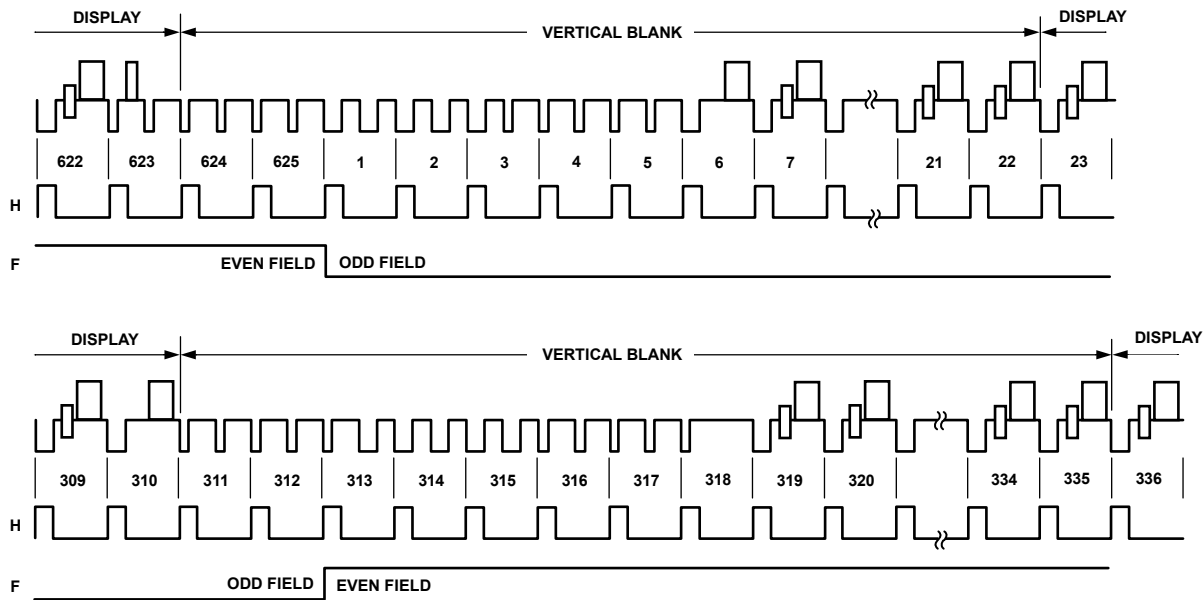 DISPLAY VERTICAL BLANK DISPLAY
622 623 624 625 1 2 3 4 5 6 7 21 22 23
H
F EVEN FIELD ODD FIELD
DISPLAY VERTICAL BLANK DISPLAY
309 310 311 312 313 314 315 316 317 318 319 320 334 335 336
H
F ODD FIELD EVEN FIELD